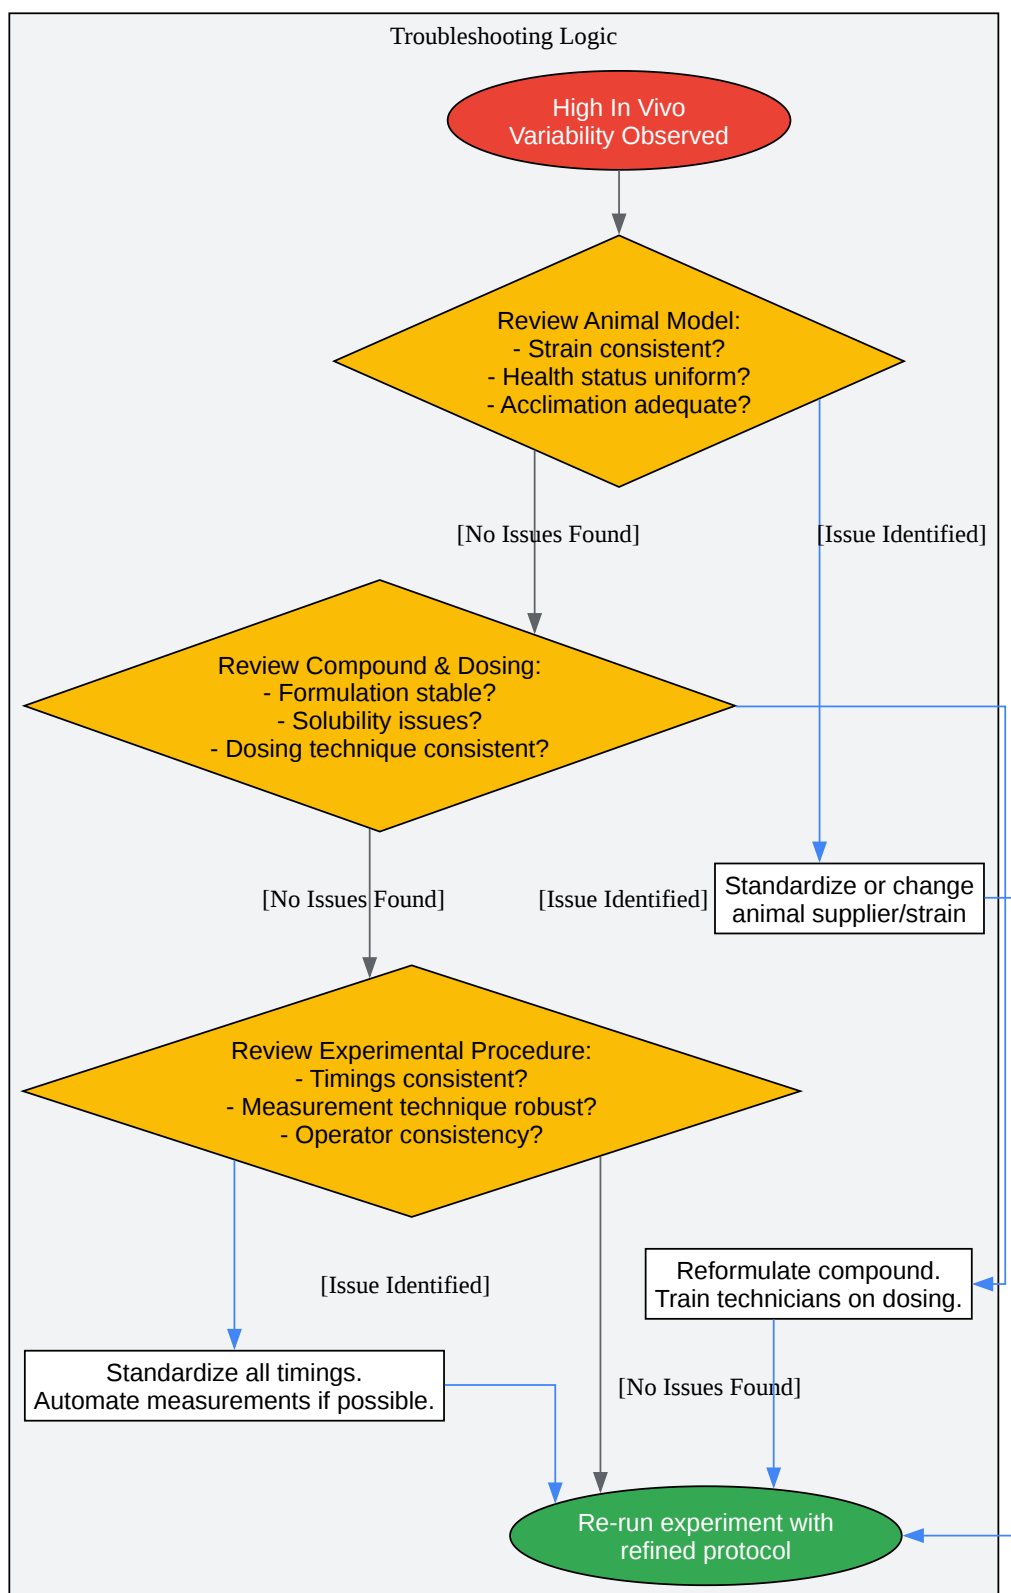 Troubleshooting Logic
High In Vivo
Variability Observed
Review Animal Model:
- Strain consistent?
- Health status uniform?
- Acclimation adequate?
[No Issues Found]
[Issue Identified]
Review Compound & Dosing:
- Formulation stable?
- Solubility issues?
- Dosing technique consistent?
[No Issues Found]
[Issue Identified]
Standardize or change
animal supplier/strain
Review Experimental Procedure:
- Timings consistent?
- Measurement technique robust?
- Operator consistency?
[Issue Identified]
Reformulate compound.
Train technicians on dosing.
Standardize all timings.
Automate measurements if possible.
[No Issues Found]
Re-run experiment with
refined protocol